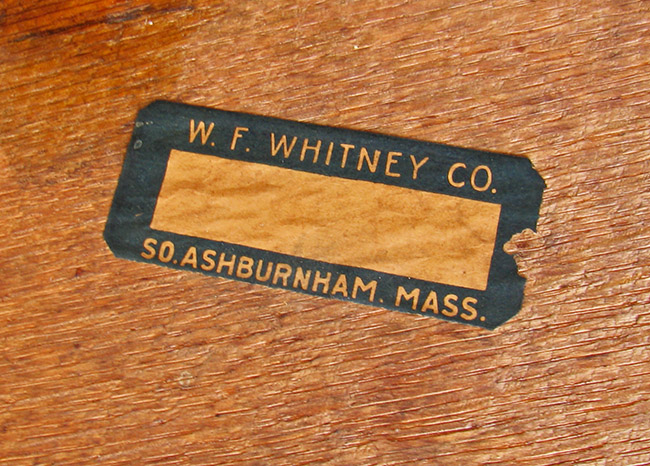 W. F. WHITNEY CO.
SO. ASHBURNHAM. MASS.